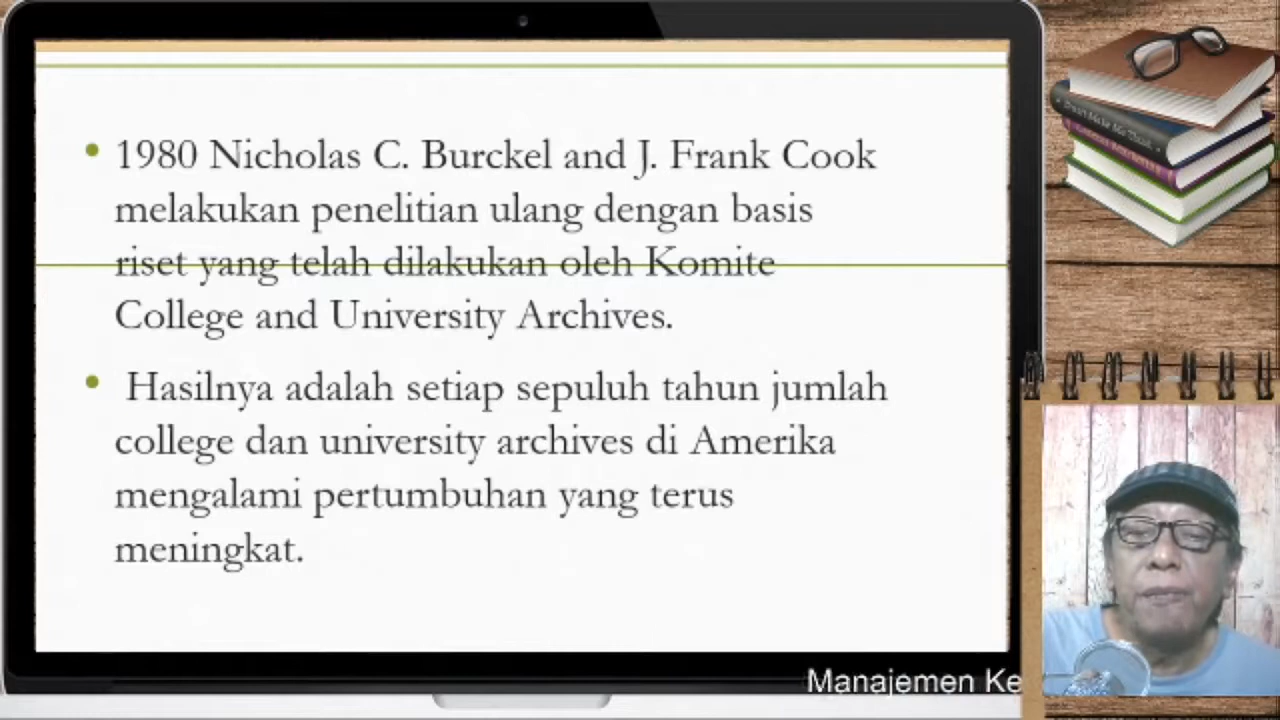 • 1980 Nicholas C. Burckel and J. Frank Cook
melakukan penelitian ulang dengan basis
riset yang telah dilakukan oleh Komite
College and University Archives.
• Hasilnya adalah setiap sepuluh tahun jumlah
college dan university archives di Amerika
mengalami pertumbuhan yang terus
meningkat.
Manajemen Ke